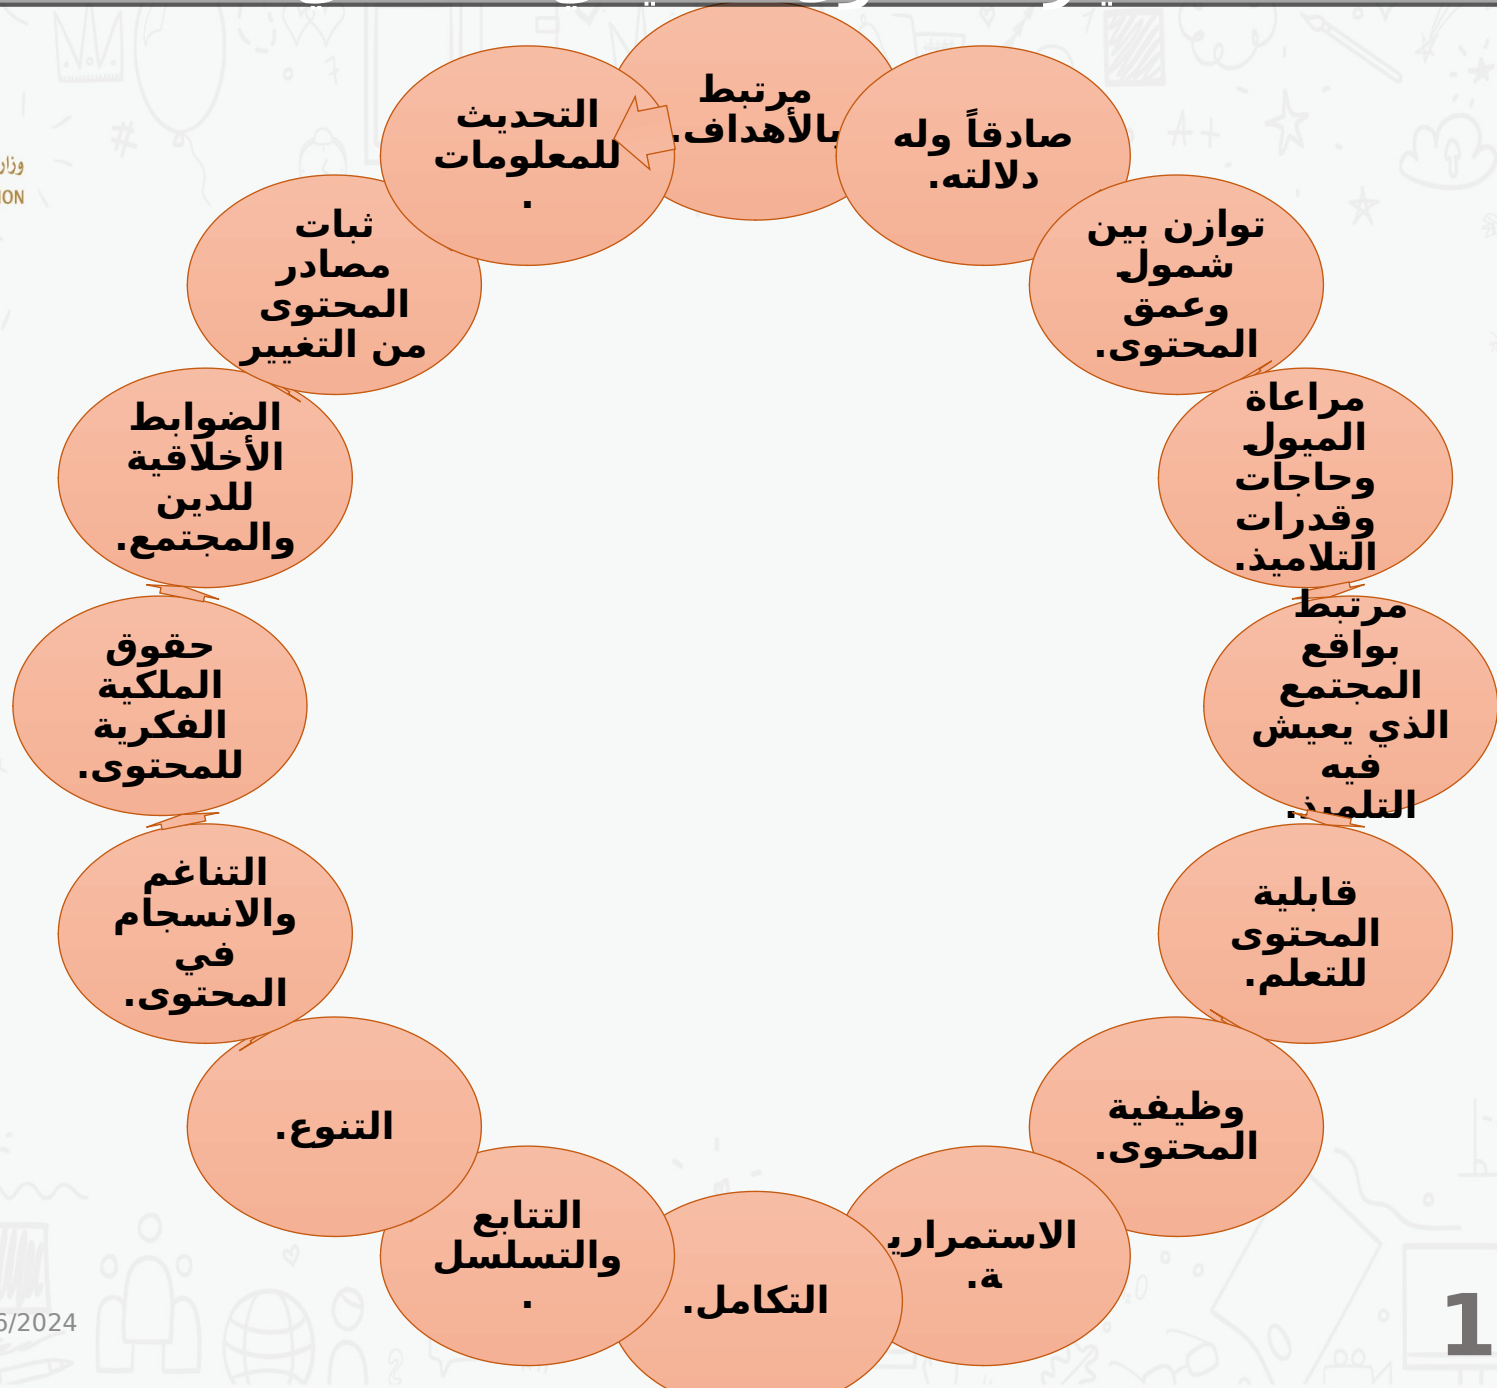 مرتبط
بالأهداف.
صادقاً وله
دلالته.
توازن بين
شمول
وعمق
المحتوى.
مراعاة
الميول
وحاجات
وقدرات
التلاميذ.
مرتبط
بواقع
المجتمع
الذي يعيش
فيه
التلميذ.
قابلية
المحتوى
للتعلم.
وظيفية
المحتوى.
الاستمراري
ة.
التكامل.
التتابع
والتسلسل
.
التنوع.
التناغم
والانسجام
في
المحتوى.
حقوق
الملكية
الفكرية
للمحتوى.
الضوابط
الأخلاقية
للدين
والمجتمع.
ثبات
مصادر
المحتوى
من التغيير
التحديث
للمعلومات
.
وزار
ION
6/2024
1